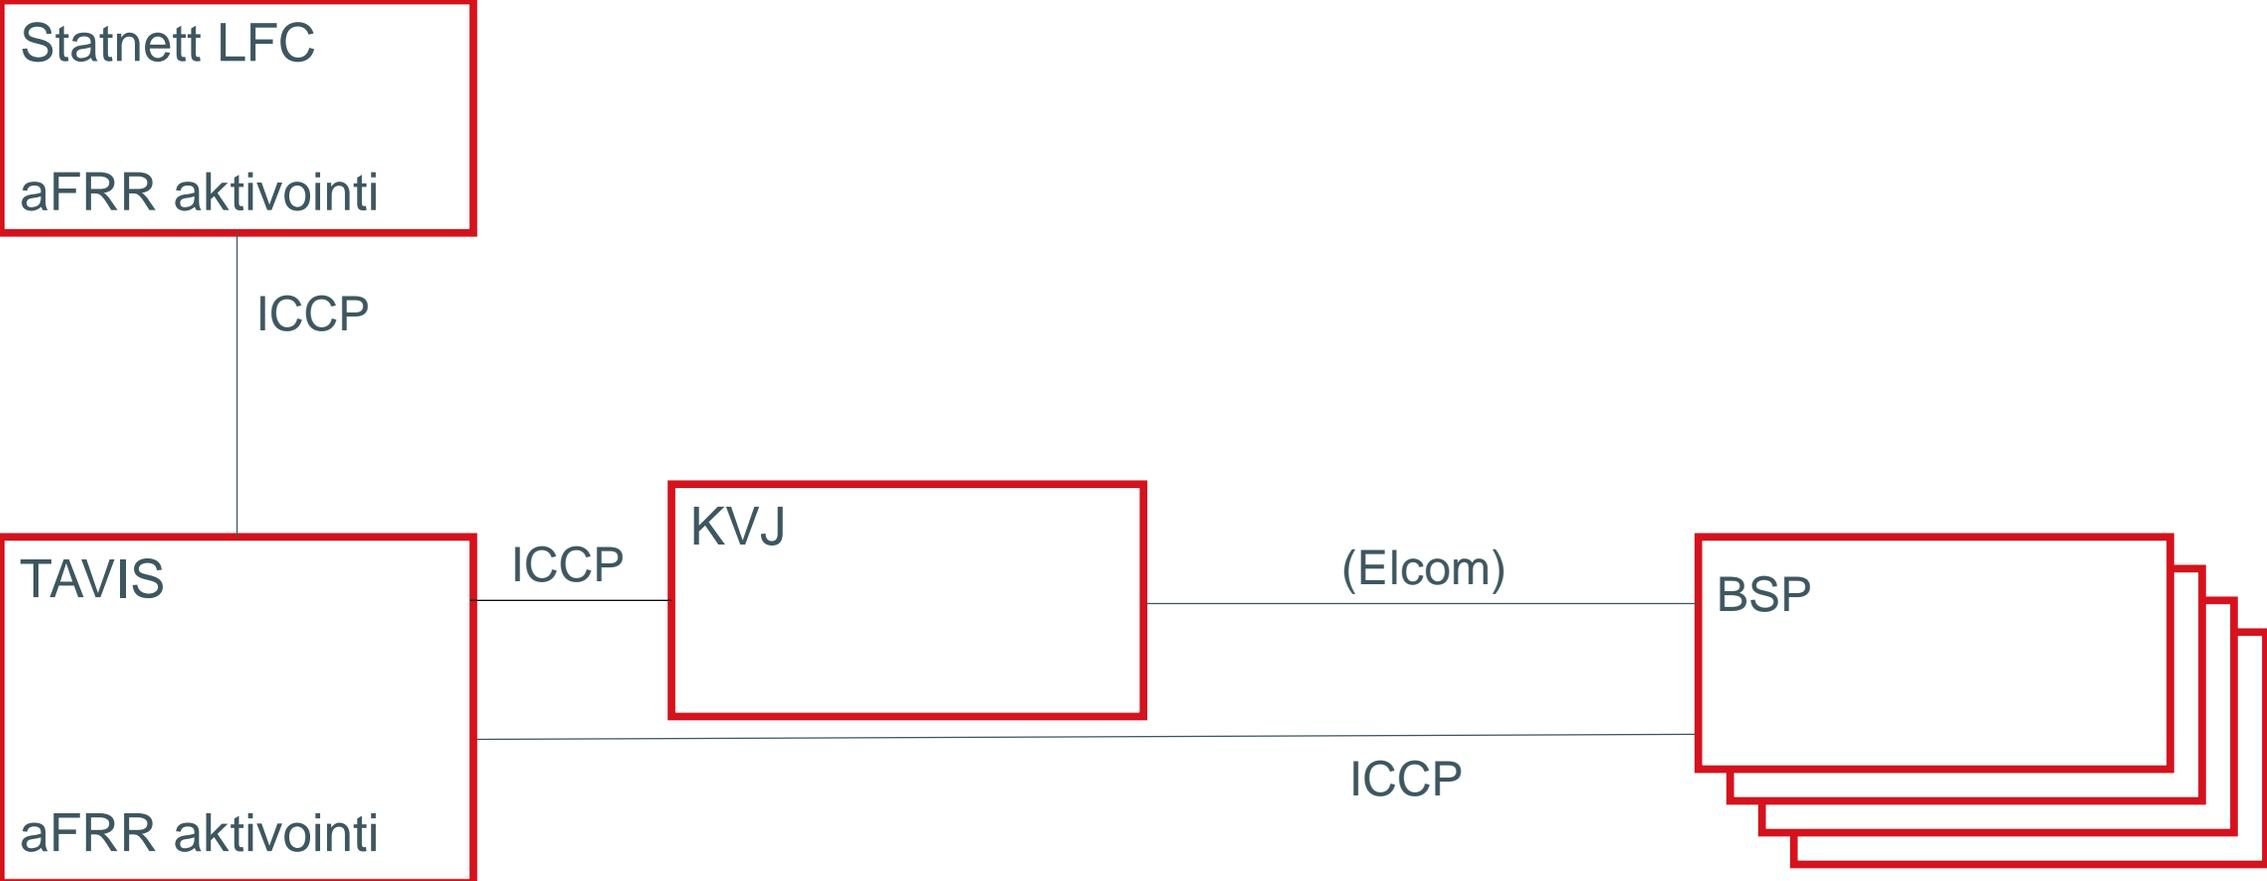 Statnett LFC
aFRR aktivointi
ICCP
TAVIS
aFRR aktivointi
ICCP
KVJ
(Elcom)
ICCP
BSP